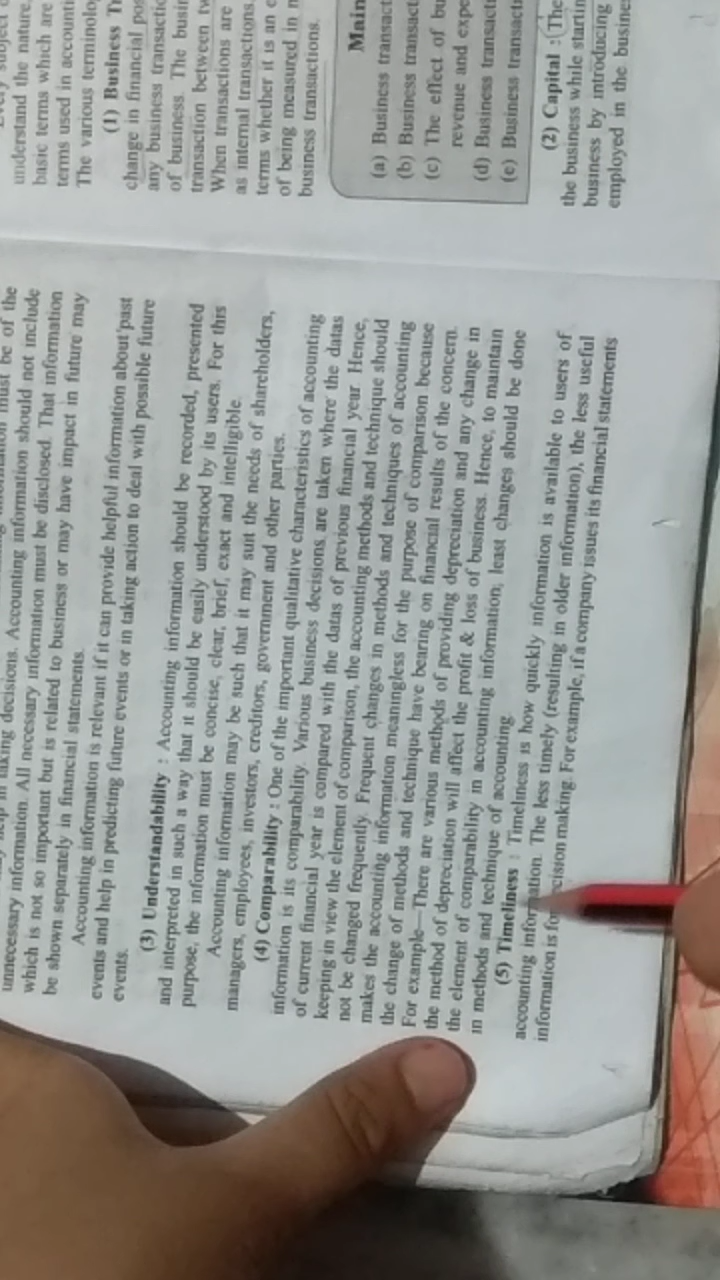 unnecessary information. All necessary information must be disclosed. That information
which is not so important but is related to business or may have impact in future may
be shown separately in financial statements.
Accounting information is relevant if it can provide helpful information about past
events and help in predicting future events or in taking action to deal with possible future
events.
(3) Understandability : Accounting information should be recorded, presented
and interpreted in such a way that it should be easily understood by its users. For this
purpose, the information must be concise, clear, brief, exact and intelligible.
Accounting information may be such that it may suit the needs of shareholders,
managers, employees, investors, creditors, government and other parties.
(4) Comparability : One of the important qualitative characteristics of accounting
information is its comparability. Various business decisions are taken where the datas
of current financial year is compared with the datas of previous financial year Hence,
keeping in view the element of comparison, the accounting methods and technique should
not be changed frequently. Frequent changes in methods and techniques of accounting
makes the accounting information meaningless for the purpose of comparison because
the change of methods and technique have bearing on financial results of the concern.
For example—There are various methods of providing depreciation and any change in
the method of depreciation will affect the profit & loss of business. Hence, to maintain
the element of comparability in accounting information, least changes should be done
in methods and technique of accounting
(5) Timeliness : Timeliness is how quickly information is available to users of
accounting information. The less timely (resulting in older information), the less useful
information is for decision making. For example, if a company issues its financial statements
understand the nature,
basic terms which are
terms used in accounti
The various terminolo
(1) Business Tr
change in financial pos
any business transactio
of business. The busin
transaction between tw
When transactions are
as internal transactions.
terms whether it is an e
of being measured in m
business transactions.
Main
(a) Business transact
(b) Business transact
(c) The effect of bu
revenue and expe
(d) Business transact
(e) Business transacti
(2) Capital : The
the business while startin
business by introducing
employed in the busines